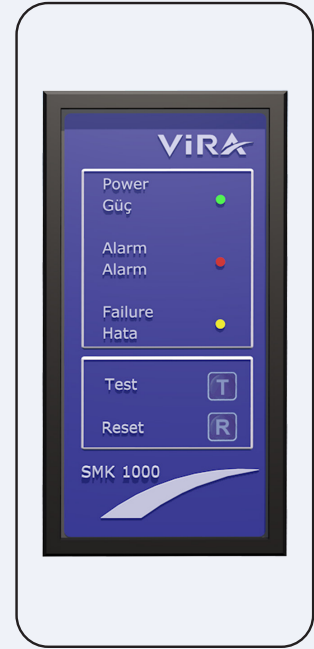 ViRA
Power
Güç
Alarm
Alarm
Failure
Hata
Test T
Reset R
SMK 1000